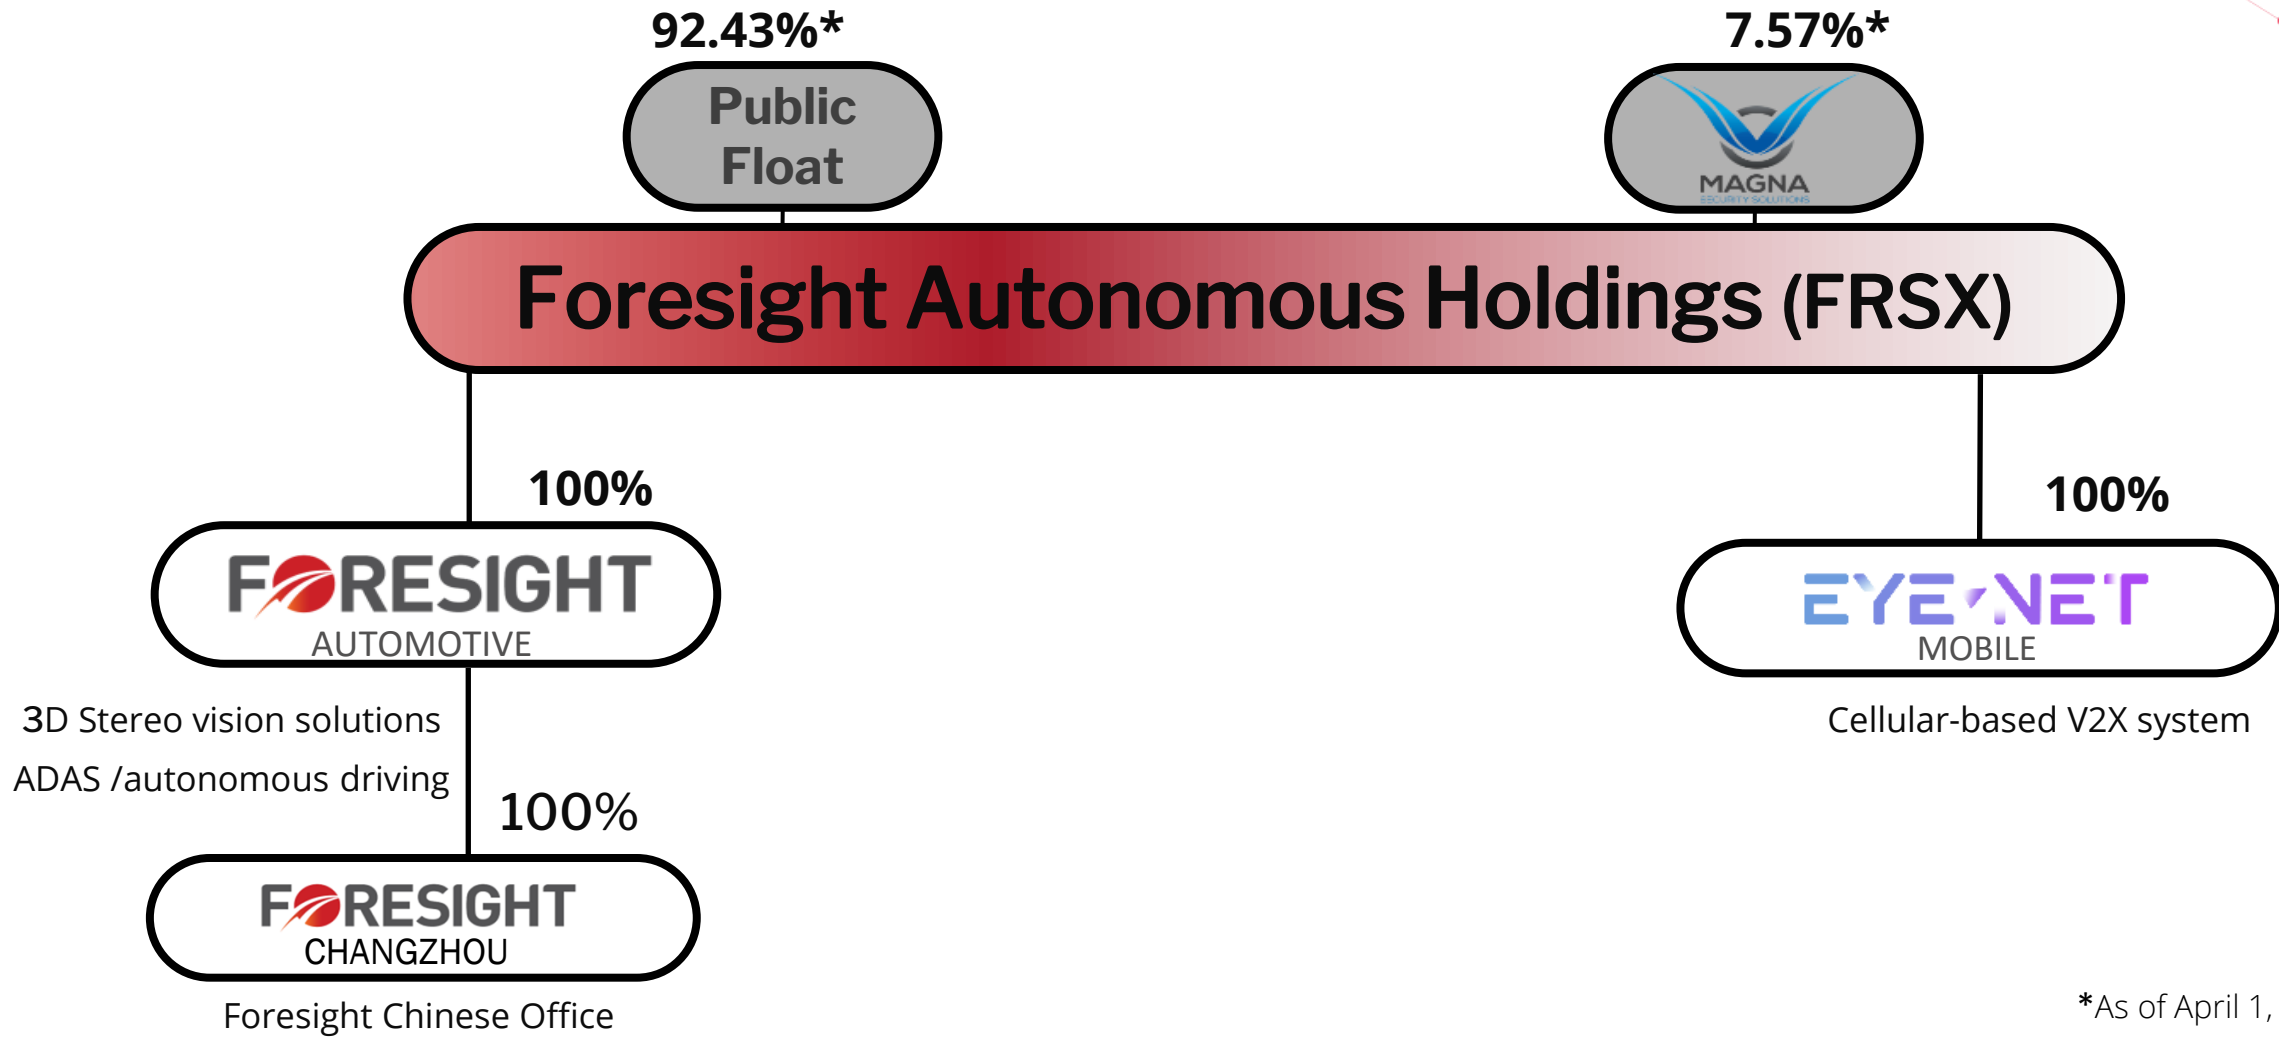 92.43%*
7.57%*
Public
Float
MAGNA
SECURITY SOLUTIONS
Foresight Autonomous Holdings (FRSX)
100%
100%
FORESIGHT
AUTOMOTIVE
EYE-NET
MOBILE
3D Stereo vision solutions
ADAS /autonomous driving
Cellular-based V2X system
100%
FORESIGHT
CHANGZHOU
Foresight Chinese Office
*As of April 1,